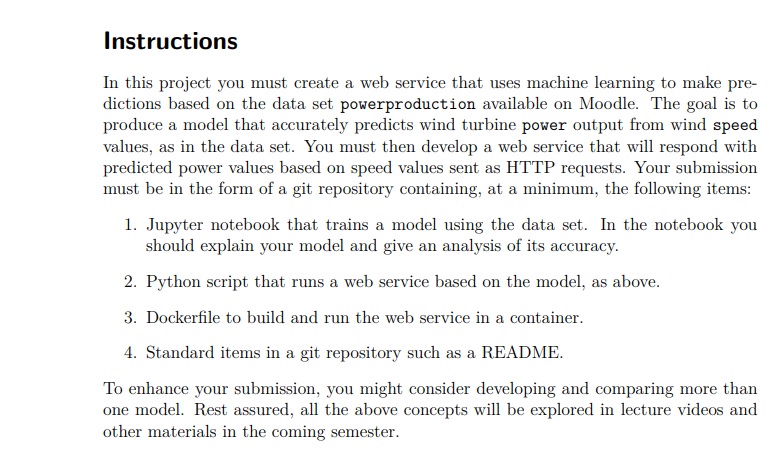 Instructions
In this project you must create a web service that uses machine learning to make pre-
dictions based on the data set powerproduction available on Moodle. The goal is to
produce a model that accurately predicts wind turbine power output from wind speed
values, as in the data set. You must then develop a web service that will respond with
predicted power values based on speed values sent as HTTP requests. Your submission
must be in the form of a git repository containing, at a minimum, the following items:
1. Jupyter notebook that trains a model using the data set. In the notebook you
should explain your model and give an analysis of its accuracy.
2. Python script that runs a web service based on the model, as above.
3. Dockerfile to build and run the web service in a container.
4. Standard items in a git repository such as a README.
To enhance your submission, you might consider developing and comparing more than
one model. Rest assured, all the above concepts will be explored in lecture videos and
other materials in the coming semester.